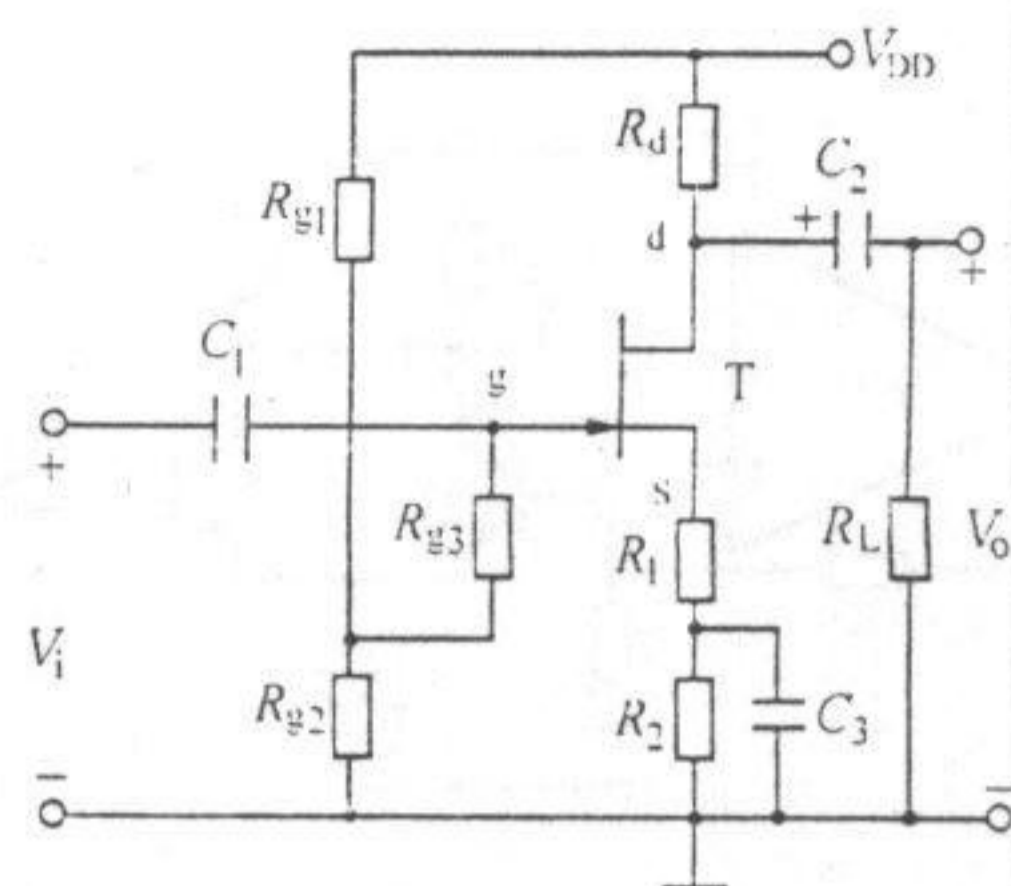 V_DD
R_d
C_2
R_g1
d
+
+
C_1
g
T
+
s
R_g3
R_1
R_L
V_o
V_i
R_g2
R_2
C_3
−
−